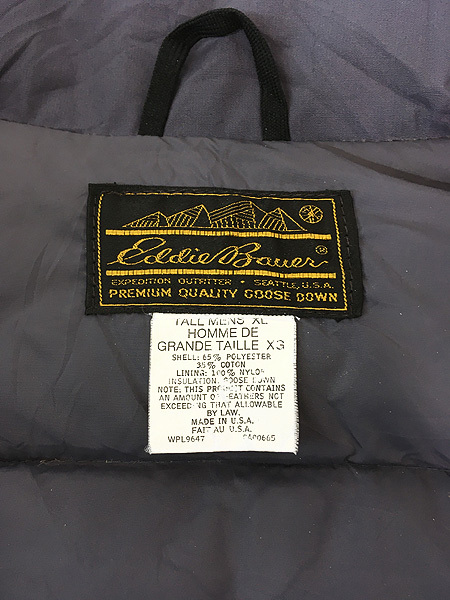 Eddie Bauer®
EXPEDITION OUTFITTER • SEATTLE, U.S.A.
PREMIUM QUALITY GOOSE DOWN
TALL MENS XL
HOMME DE
GRANDE TAILLE XG
SHELL: 65% POLYESTER
35% COTON
LINING: 100% NYLON
INSULATION: GOOSE DOWN
NOTE: THIS PRODUCT CONTAINS
AN AMOUNT OF FEATHERS NOT
EXCEEDING THAT ALLOWABLE
BY LAW.
MADE IN U.S.A.
FAIT AU U.S.A.
WPL9647